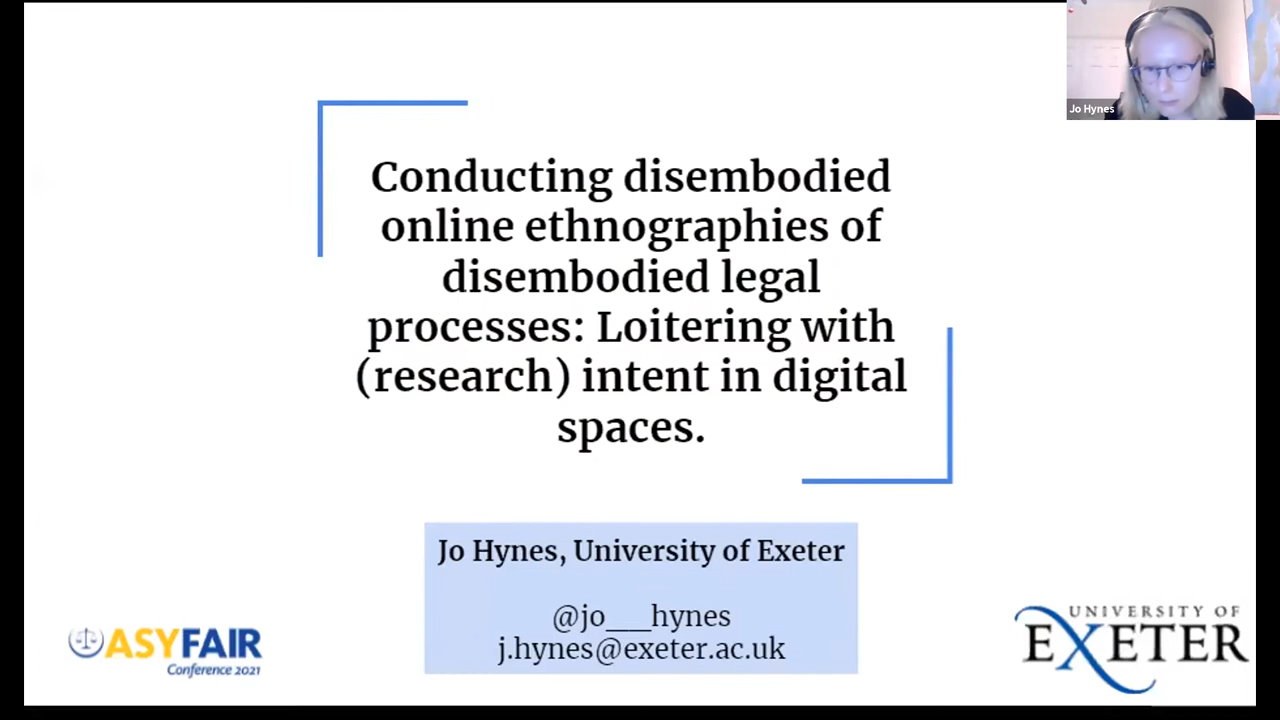 Jo Hynes
Conducting disembodied
online ethnographies of
disembodied legal
processes: Loitering with
(research) intent in digital
spaces.
Jo Hynes, University of Exeter
@jo___hynes
j.hynes@exeter.ac.uk
ASYFAIR
Conference 2021
UNIVERSITY OF
EXETER